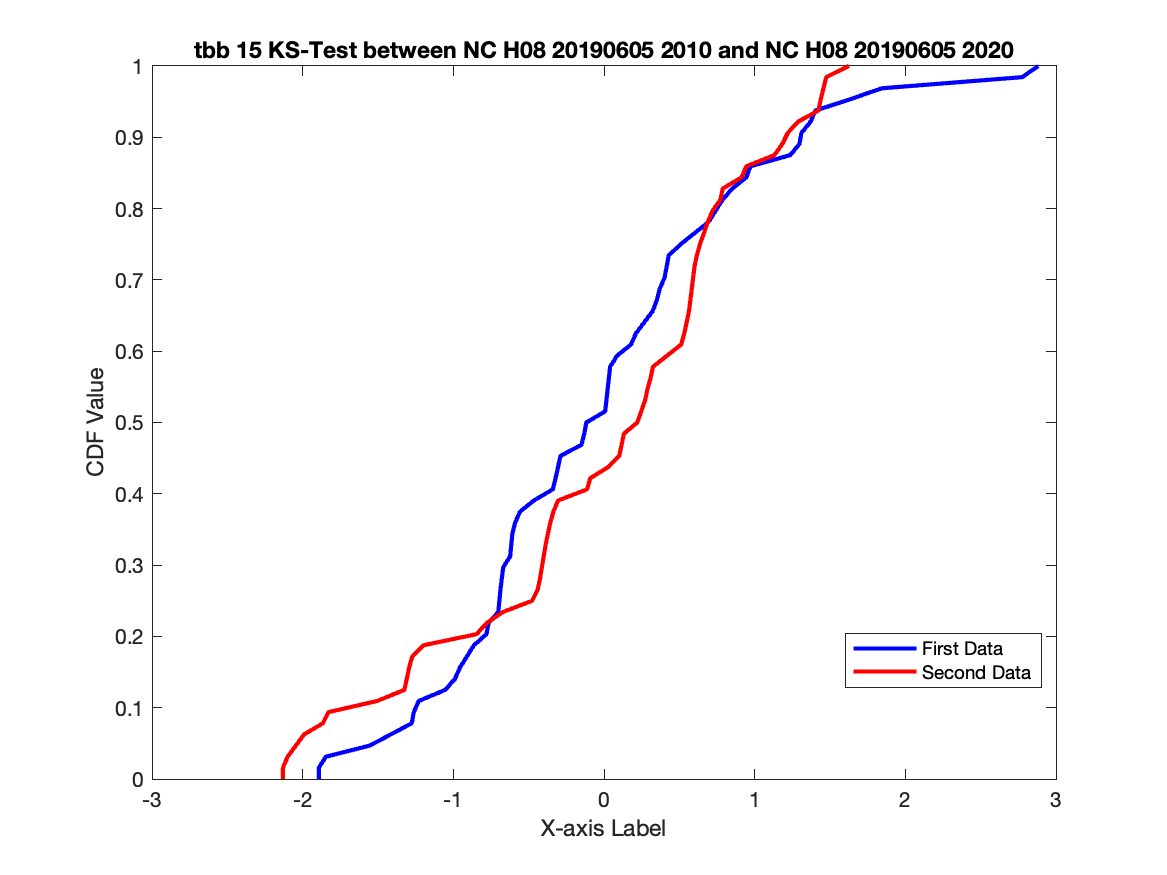 tbb 15 KS-Test between NC H08 20190605 2010 and NC H08 20190605 2020
1
0.9
0.8
0.7
0.6
0.5
0.4
0.3
0.2
0.1
0
CDF Value
First Data
Second Data
-3 -2 -1 0 1 2 3
X-axis Label